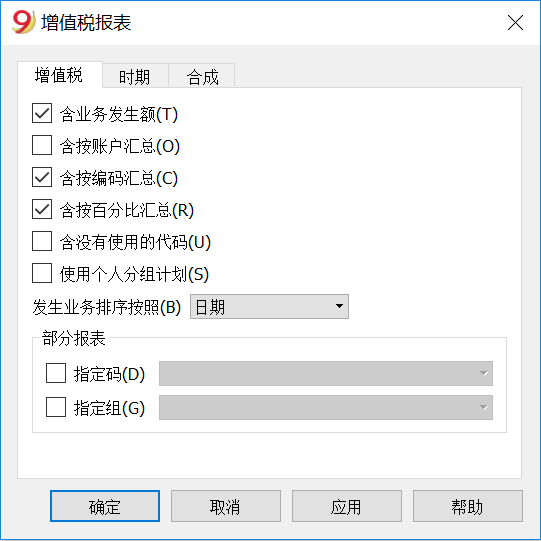 9 增值税报表
增值税 时期 合成
含业务发生额(T)
含按账户汇总(O)
含按编码汇总(C)
含按百分比汇总(R)
含没有使用的代码(U)
使用个人分组计划(S)
发生业务排序按照(B) 日期
部分报表
指定码(D)
指定组(G)
确定 取消 应用 帮助